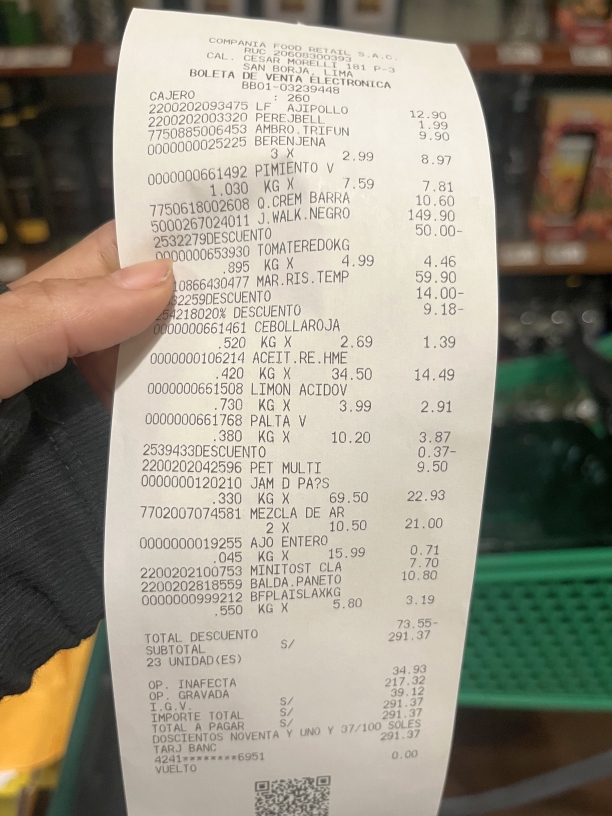 COMPANIA FOOD RETAIL S.A.C.
RUC 20608300393
CAL. CESAR MORELLI 181 P-3
SAN BORJA, LIMA
BOLETA DE VENTA ELECTRONICA
BB01-03239448
CAJERO : 260
2200202093475 LF AJIPOLLO 12.90
2200202003320 PEREJBELL 1.99
7750885006453 AMBRO.TRIFUN 9.90
0000000025225 BERENJENA
3 X 2.99 8.97
0000000661492 PIMIENTO V
1.030 KG X 7.59 7.81
7750618002608 Q.CREM BARRA 10.60
5000267024011 J.WALK.NEGRO 149.90
2532279DESCUENTO 50.00-
0000000653930 TOMATEREDOKG
.895 KG X 4.99 4.46
10866430477 MAR.RIS.TEMP 59.90
32259DESCUENTO 14.00-
254218020% DESCUENTO 9.18-
0000000661461 CEBOLLAROJA
.520 KG X 2.69 1.39
0000000106214 ACEIT.RE.HME
.420 KG X 34.50 14.49
0000000661508 LIMON ACIDOV
.730 KG X 3.99 2.91
0000000661768 PALTA V
.380 KG X 10.20 3.87
2539433DESCUENTO 0.37-
2200202042596 PET MULTI 9.50
0000000120210 JAM D PA?S
.330 KG X 69.50 22.93
7702007074581 MEZCLA DE AR
2 X 10.50 21.00
0000000019255 AJO ENTERO
.045 KG X 15.99 0.71
2200202100753 MINITOST CLA 7.70
2200202818559 BALDA.PANETO 10.80
0000000999212 BFPLAISLAXKG
.550 KG X 5.80 3.19
TOTAL DESCUENTO 73.55-
SUBTOTAL S/ 291.37
23 UNIDAD(ES)
OP. INAFECTA 34.93
OP. GRAVADA 217.32
I.G.V. S/ 39.12
IMPORTE TOTAL S/ 291.37
TOTAL A PAGAR S/ 291.37
DOSCIENTOS NOVENTA Y UNO Y 37/100 SOLES
TARJ BANC 291.37
4241********6951
VUELTO 0.00